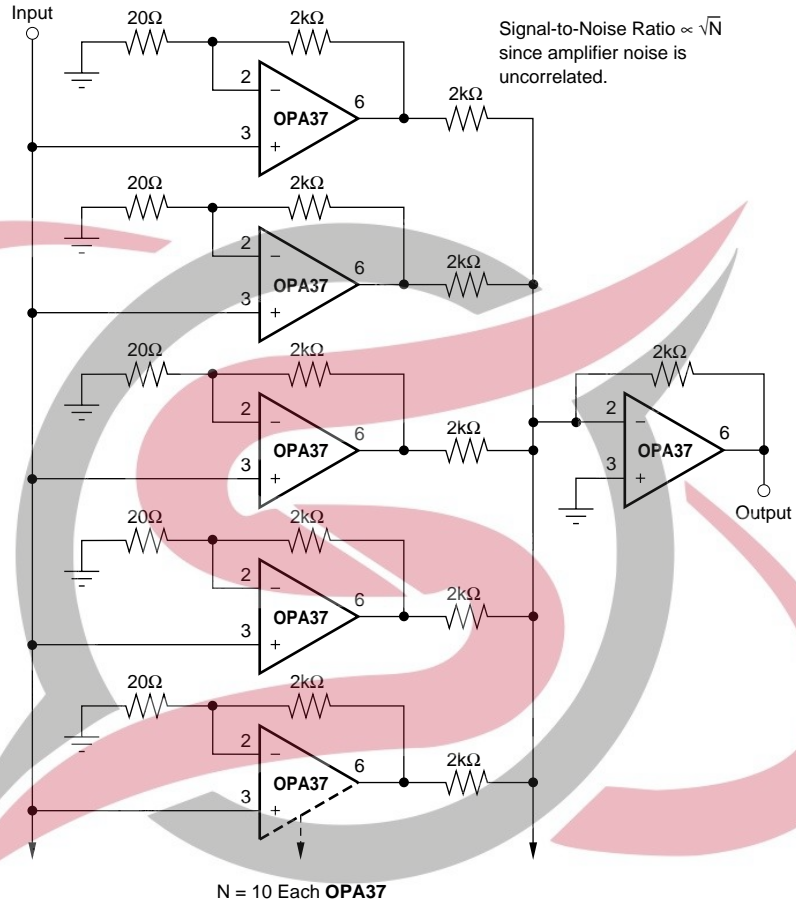 Input
Signal-to-Noise Ratio ∝ √N
since amplifier noise is
uncorrelated.
20Ω 2kΩ
2 −
6
OPA37
3 +
2kΩ
20Ω 2kΩ
2 −
6
OPA37
3 +
2kΩ
20Ω 2kΩ
2 −
6
OPA37
3 +
2kΩ
2kΩ
2 −
6
OPA37
3 +
Output
20Ω 2kΩ
2 −
6
OPA37
3 +
2kΩ
20Ω 2kΩ
2 −
6
OPA37
3 +
2kΩ
N = 10 Each OPA37